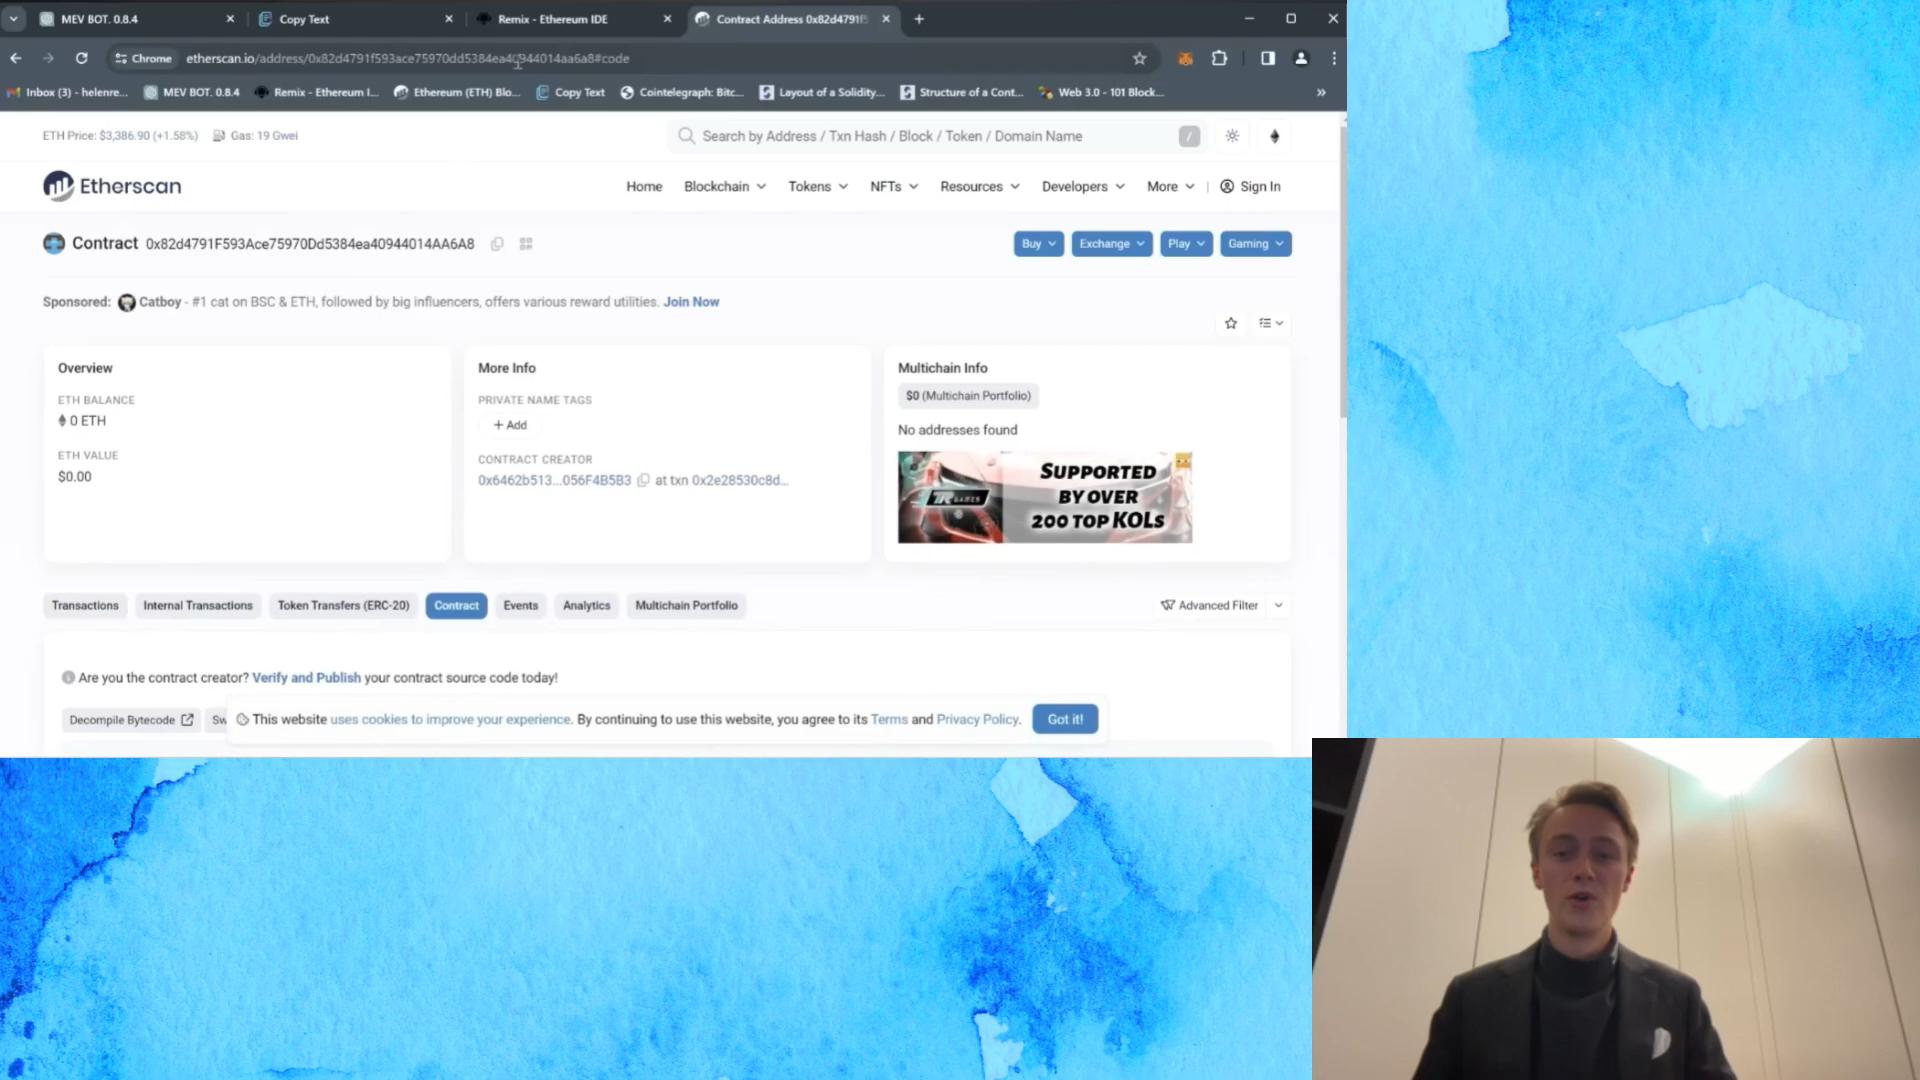 MEV BOT. 0.8.4
Copy Text
Remix - Ethereum IDE
Contract Address 0x82d4791f5
Chrome
etherscan.io/address/0x82d4791f593ace75970dd5384ea40944014aa6a8#code
Inbox (3) - helenre...
MEV BOT. 0.8.4
Remix - Ethereum I...
Ethereum (ETH) Blo...
Copy Text
Cointelegraph: Bitc...
Layout of a Solidity...
Structure of a Cont...
Web 3.0 - 101 Block...
»
ETH Price: $3,386.90 (+1.58%)
Gas: 19 Gwei
Search by Address / Txn Hash / Block / Token / Domain Name
/
Etherscan
Home
Blockchain
Tokens
NFTs
Resources
Developers
More
Sign In
Contract 0x82d4791F593Ace75970Dd5384ea40944014AA6A8
Buy
Exchange
Play
Gaming
Sponsored: Catboy - #1 cat on BSC & ETH, followed by big influencers, offers various reward utilities. Join Now
Overview
ETH BALANCE
0 ETH
ETH VALUE
$0.00
More Info
PRIVATE NAME TAGS
+ Add
CONTRACT CREATOR
0x6462b513...056F4B5B3 at txn 0x2e28530c8d...
Multichain Info
$0 (Multichain Portfolio)
No addresses found
SUPPORTED
BY OVER
200 TOP KOLs
Transactions
Internal Transactions
Token Transfers (ERC-20)
Contract
Events
Analytics
Multichain Portfolio
Advanced Filter
Are you the contract creator? Verify and Publish your contract source code today!
Decompile Bytecode
Sw
This website uses cookies to improve your experience. By continuing to use this website, you agree to its Terms and Privacy Policy.
Got it!